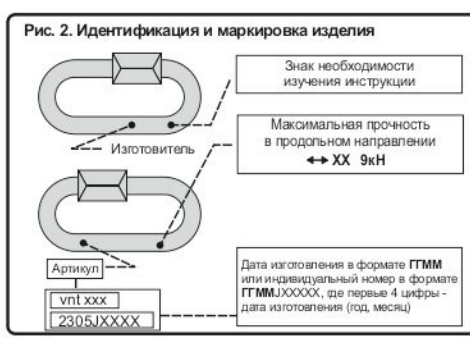 Рис. 2. Идентификация и маркировка изделия
Знак необходимости
изучения инструкции
Изготовитель
Максимальная прочность
в продольном направлении
↔ XX 9кН
Артикул
vnt xxx
2305JXXXX
Дата изготовления в формате ГГММ
или индивидуальный номер в формате
ГГММJXXXXX, где первые 4 цифры -
дата изготовления (год, месяц)